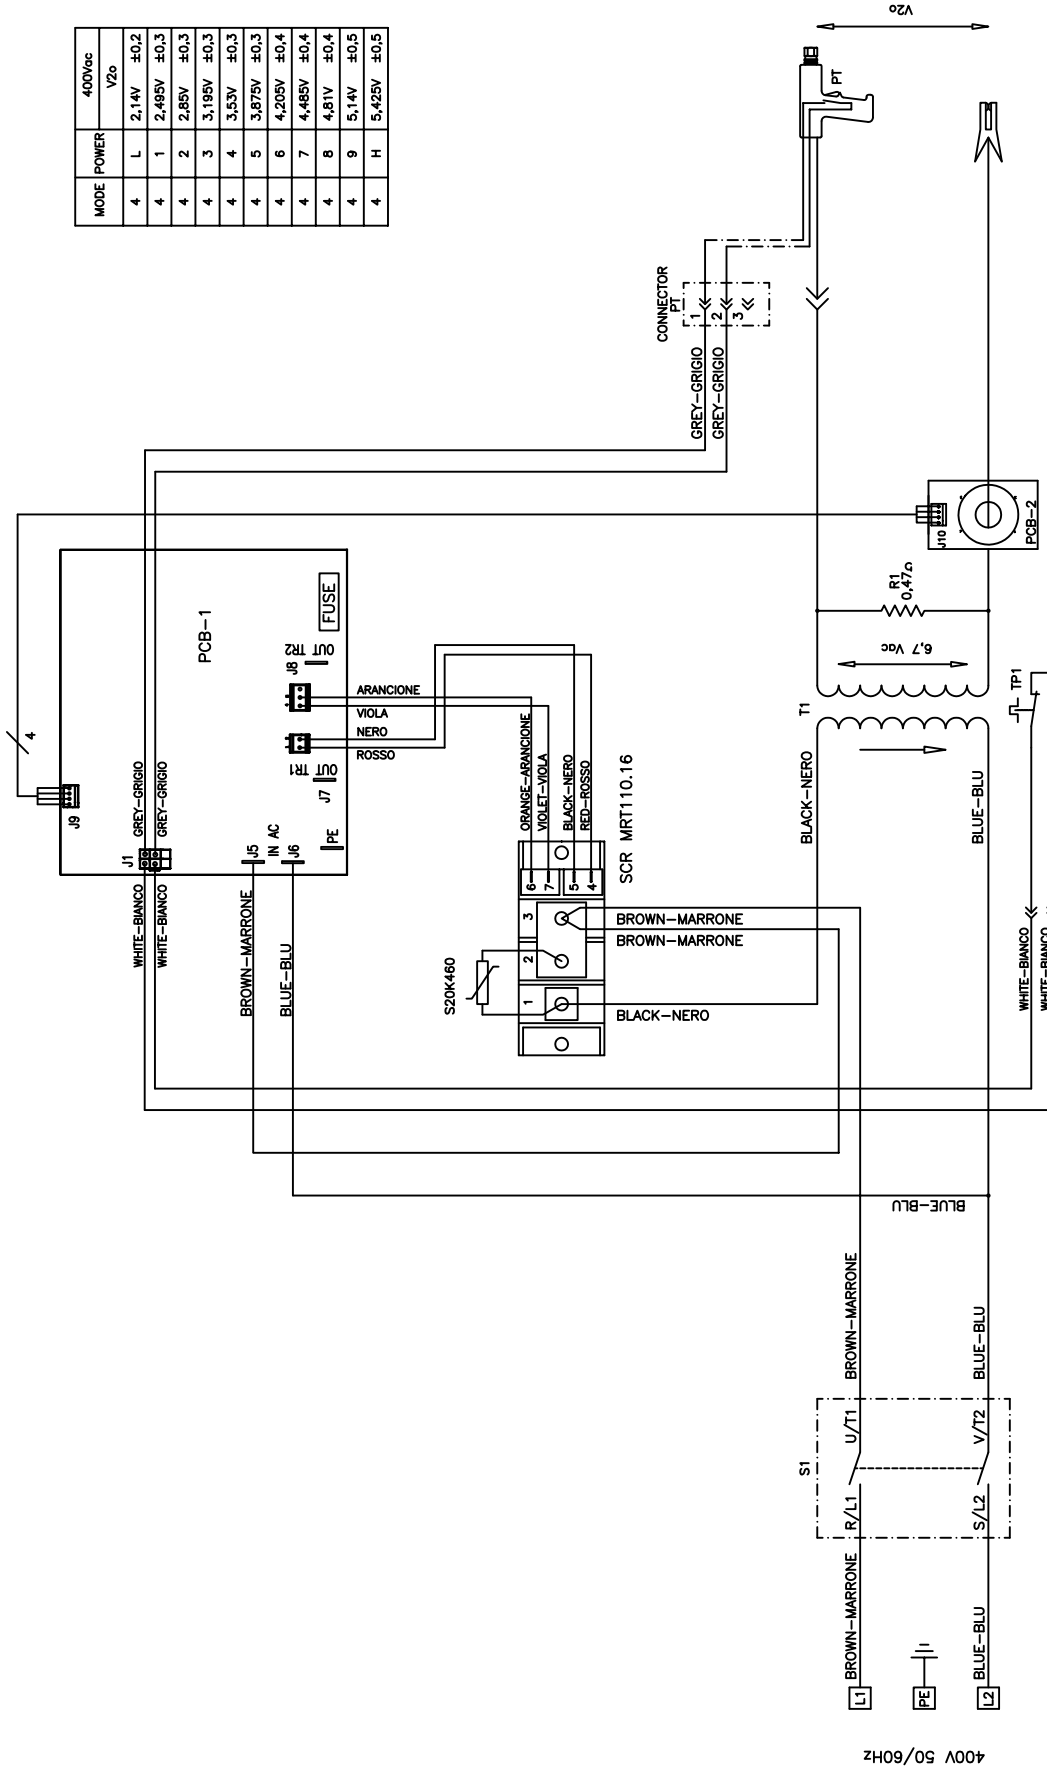 400Vac
MODE POWER V2o
4 L 2,14V ±0,2
4 1 2,495V ±0,3
4 2 2,85V ±0,3
4 3 3,195V ±0,3
4 4 3,53V ±0,3
4 5 3,875V ±0,3
4 6 4,205V ±0,4
4 7 4,485V ±0,4
4 8 4,81V ±0,4
4 9 5,14V ±0,5
4 H 5,425V ±0,5
4
J9
J1
GREY-GRIGIO
GREY-GRIGIO
WHITE-BIANCO
WHITE-BIANCO
PCB-1
FUSE
J8
OUT TR2
J7
OUT TR1
PE
J5
IN AC
J6
BROWN-MARRONE
BLUE-BLU
ARANCIONE
VIOLA
NERO
ROSSO
ORANGE-ARANCIONE
VIOLET-VIOLA
BLACK-NERO
RED-ROSSO
6
7
5
4
3
2
1
S20K460
SCR MRT110.16
BROWN-MARRONE
BROWN-MARRONE
BLACK-NERO
CONNECTOR
PT
1
2
3
GREY-GRIGIO
GREY-GRIGIO
PT
V2o
J10
PCB-2
R1
0,47Ω
6,7 Vac
T1
TP1
BLACK-NERO
BLUE-BLU
WHITE-BIANCO
WHITE-BIANCO
BLUE-BLU
BROWN-MARRONE
BLUE-BLU
S1
U/T1
V/T2
R/L1
S/L2
BROWN-MARRONE
BLUE-BLU
L1
PE
L2
400V 50/60Hz